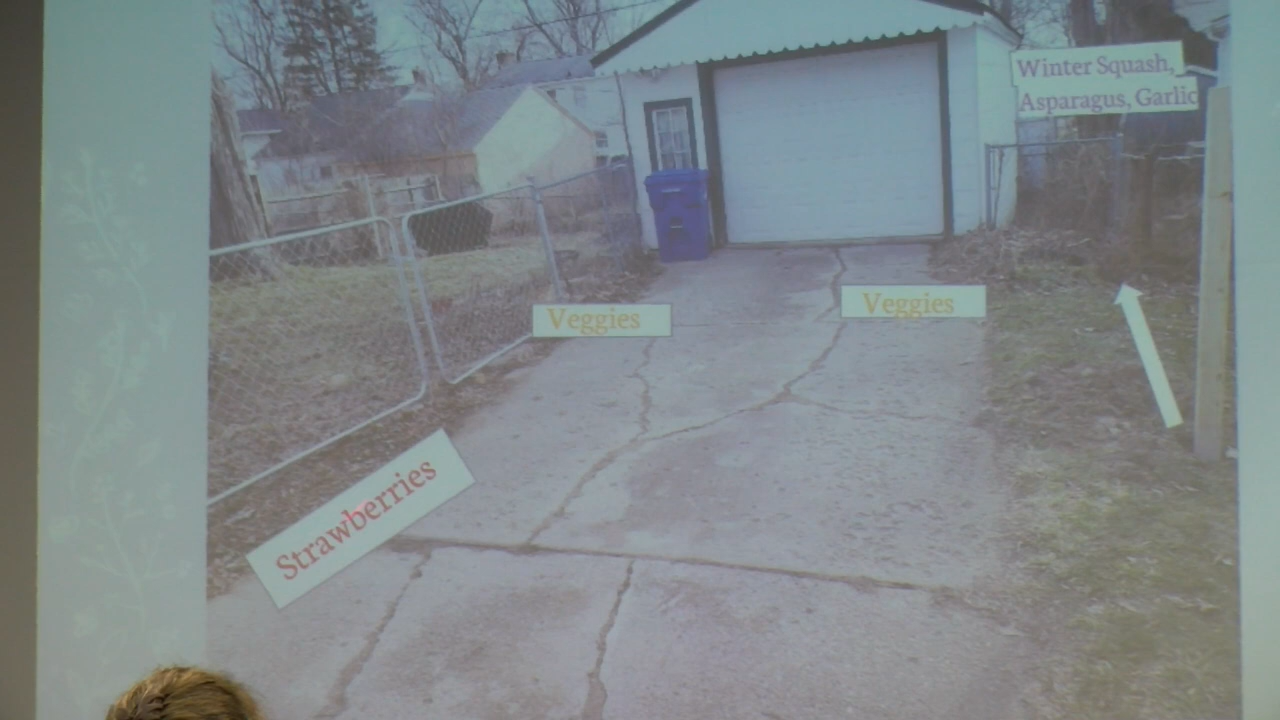 Winter Squash,
Asparagus, Garlic
Veggies
Veggies
Strawberries